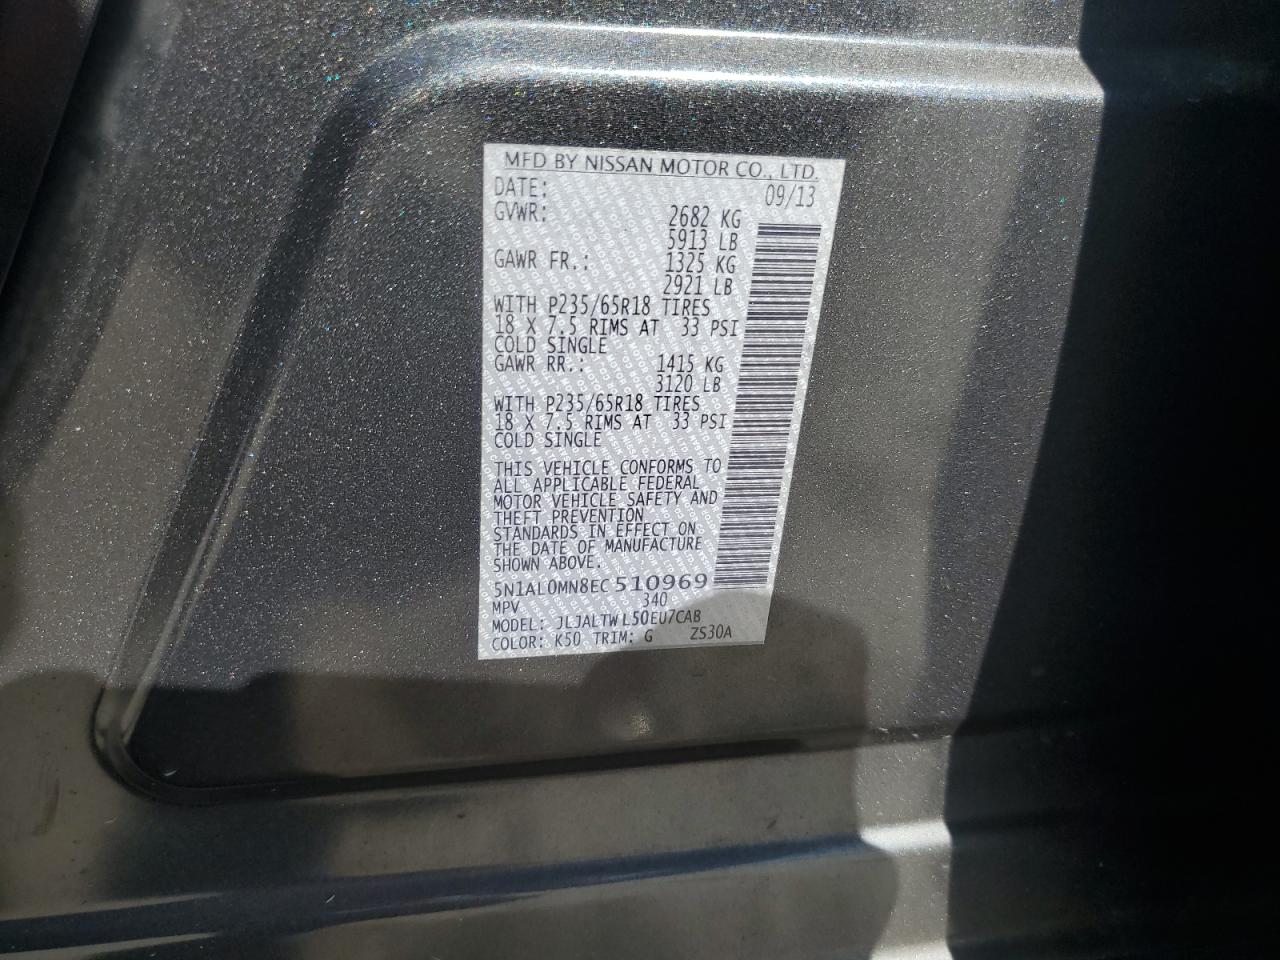 MFD BY NISSAN MOTOR CO., LTD.
DATE: 09/13
GVWR: 2682 KG
5913 LB
GAWR FR.: 1325 KG
2921 LB
WITH P235/65R18 TIRES
18 X 7.5 RIMS AT 33 PSI
COLD SINGLE
GAWR RR.: 1415 KG
3120 LB
WITH P235/65R18 TIRES
18 X 7.5 RIMS AT 33 PSI
COLD SINGLE
THIS VEHICLE CONFORMS TO
ALL APPLICABLE FEDERAL
MOTOR VEHICLE SAFETY AND
THEFT PREVENTION
STANDARDS IN EFFECT ON
THE DATE OF MANUFACTURE
SHOWN ABOVE.
5N1AL0MN8EC510969
MPV 340
MODEL: JLJALTWL50EU7CAB
COLOR: K50 TRIM: G ZS30A